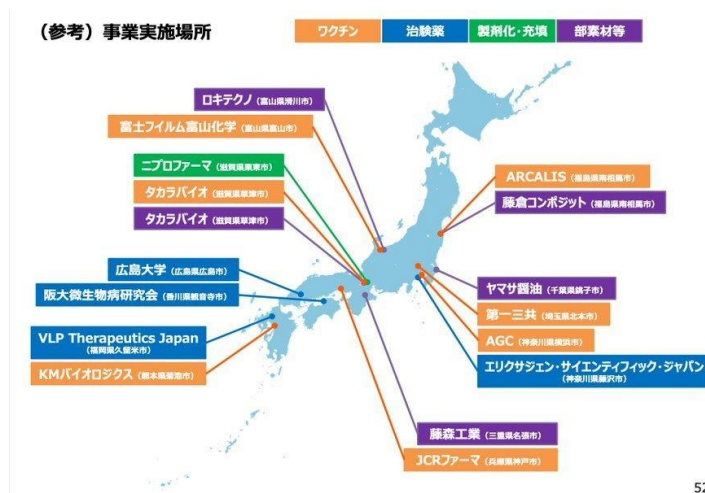 （参考）事業実施場所
ワクチン
治験薬
製剤化・充填
部素材等
ロキテクノ（富山県滑川市）
富士フイルム富山化学（富山県富山市）
ニプロファーマ（滋賀県栗東市）
タカラバイオ（滋賀県草津市）
タカラバイオ（滋賀県草津市）
広島大学（広島県広島市）
阪大微生物病研究会（香川県観音寺市）
VLP Therapeutics Japan
（福岡県久留米市）
KMバイオロジクス（熊本県菊池市）
ARCALIS（福島県南相馬市）
藤倉コンポジット（福島県南相馬市）
ヤマサ醤油（千葉県銚子市）
第一三共（埼玉県北本市）
AGC（神奈川県横浜市）
エリクサジェン・サイエンティフィック・ジャパン
（神奈川県藤沢市）
藤森工業（三重県名張市）
JCRファーマ（兵庫県神戸市）
52